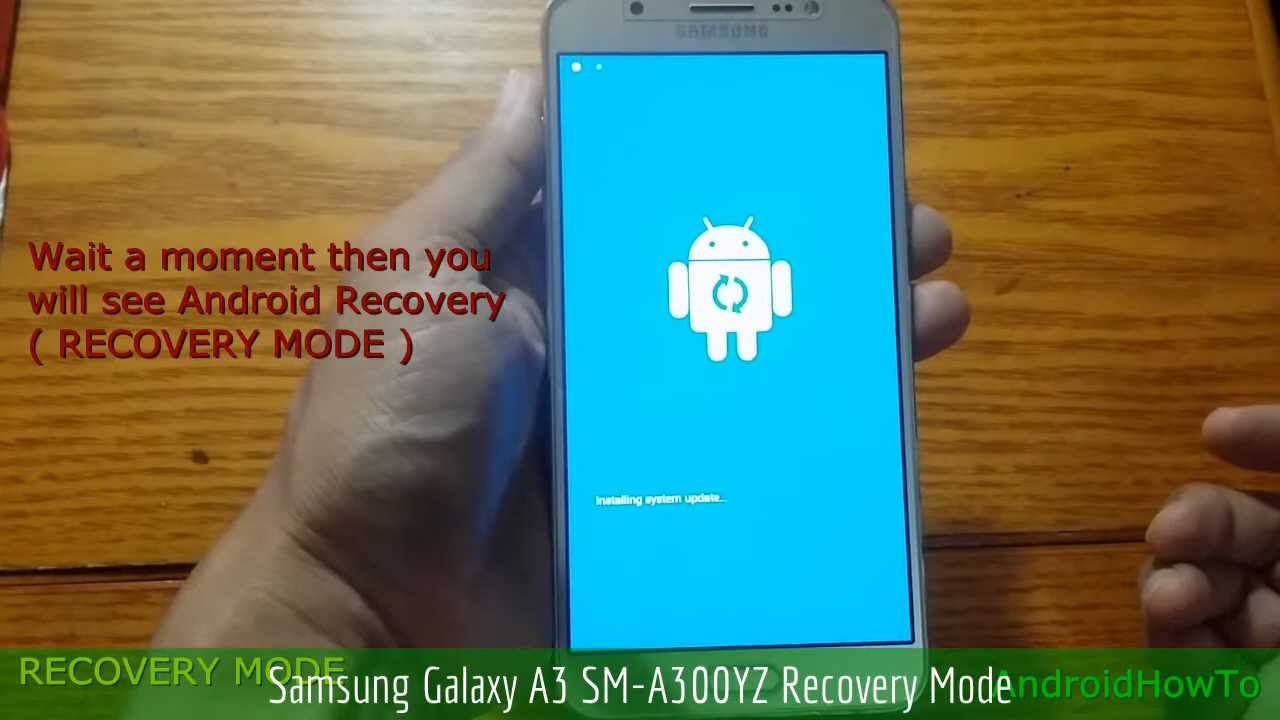 SAMSUNG
Wait a moment then you
will see Android Recovery
( RECOVERY MODE )
Installing system update...
RECOVERY MODE
Samsung Galaxy A3 SM-A300YZ Recovery Mode
AndroidHowTo